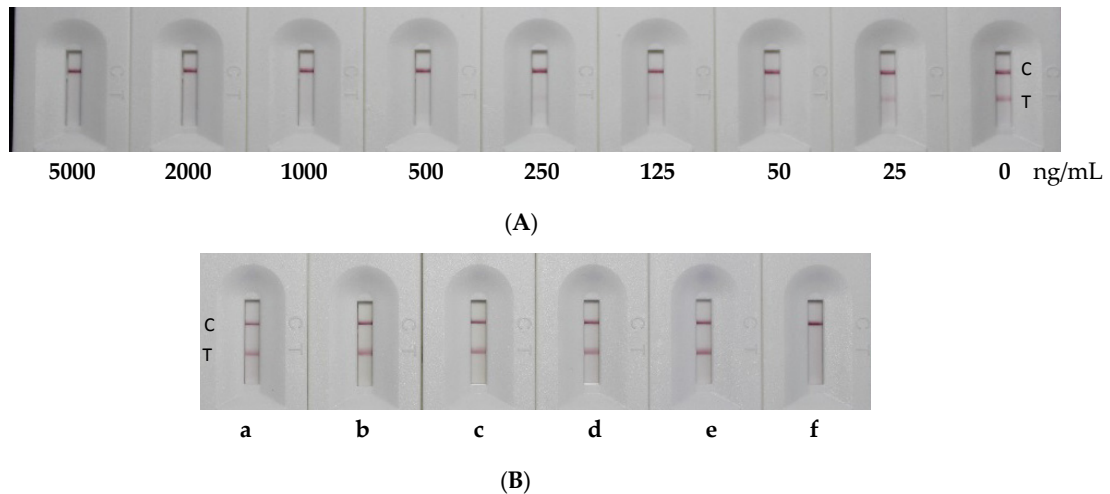 C T C T C T C T C T C T C T C T C T
C
T
5000 2000 1000 500 250 125 50 25 0 ng/mL
(A)
C
T
C T C T C T C T C T C T
a b c d e f
(B)